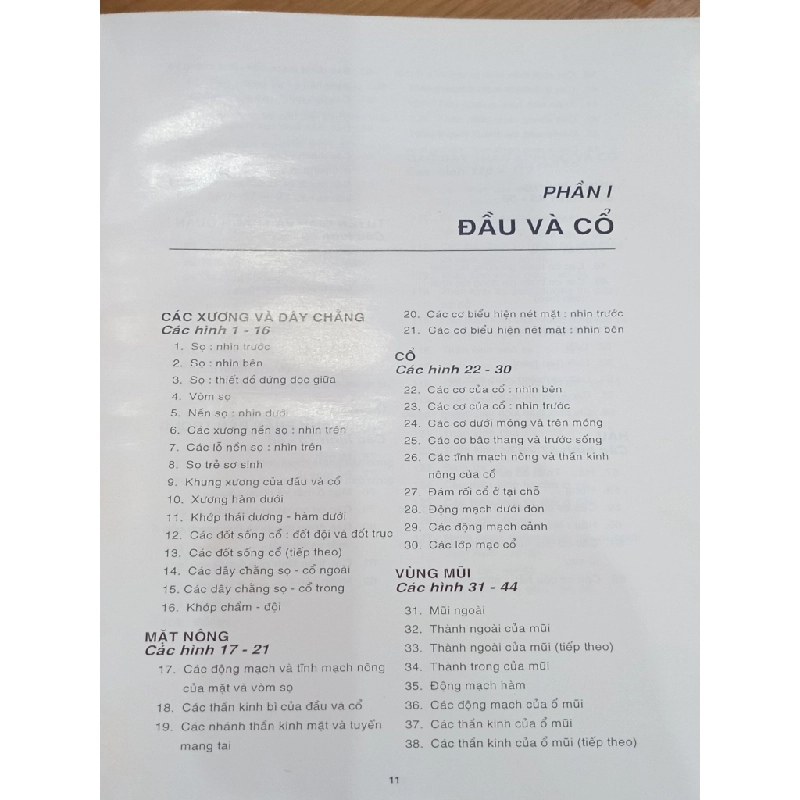 PHẦN I
ĐẦU VÀ CỔ
CÁC XƯƠNG VÀ DÂY CHẰNG
Các hình 1 - 16
1. Sọ : nhìn trước
2. Sọ : nhìn bên
3. Sọ : thiết đồ đứng dọc giữa
4. Vòm sọ
5. Nền sọ : nhìn dưới
6. Các xương nền sọ : nhìn trên
7. Các lỗ nền sọ : nhìn trên
8. Sọ trẻ sơ sinh
9. Khung xương của đầu và cổ
10. Xương hàm dưới
11. Khớp thái dương - hàm dưới
12. Các đốt sống cổ : đốt đội và đốt trục
13. Các đốt sống cổ (tiếp theo)
14. Các dây chằng sọ - cổ ngoài
15. Các dây chằng sọ - cổ trong
16. Khớp chẩm - đội
MẶT NÔNG
Các hình 17 - 21
17. Các động mạch và tĩnh mạch nông
của mặt và vòm sọ
18. Các thần kinh bì của đầu và cổ
19. Các nhánh thần kinh mặt và tuyến
mang tai
20. Các cơ biểu hiện nét mặt : nhìn trước
21. Các cơ biểu hiện nét mặt : nhìn bên
CỔ
Các hình 22 - 30
22. Các cơ của cổ : nhìn bên
23. Các cơ của cổ : nhìn trước
24. Các cơ dưới móng và trên móng
25. Các cơ bậc thang và trước sống
26. Các tĩnh mạch nông và thần kinh
nông của cổ
27. Đám rối cổ ở tại chỗ
28. Động mạch dưới đòn
29. Các động mạch cảnh
30. Các lớp mạc cổ
VÙNG MŨI
Các hình 31 - 44
31. Mũi ngoài
32. Thành ngoài của mũi
33. Thành ngoài của mũi (tiếp theo)
34. Thành trong của mũi
35. Động mạch hàm
36. Các động mạch của ổ mũi
37. Các thần kinh của ổ mũi
38. Các thần kinh của ổ mũi (tiếp theo)
11